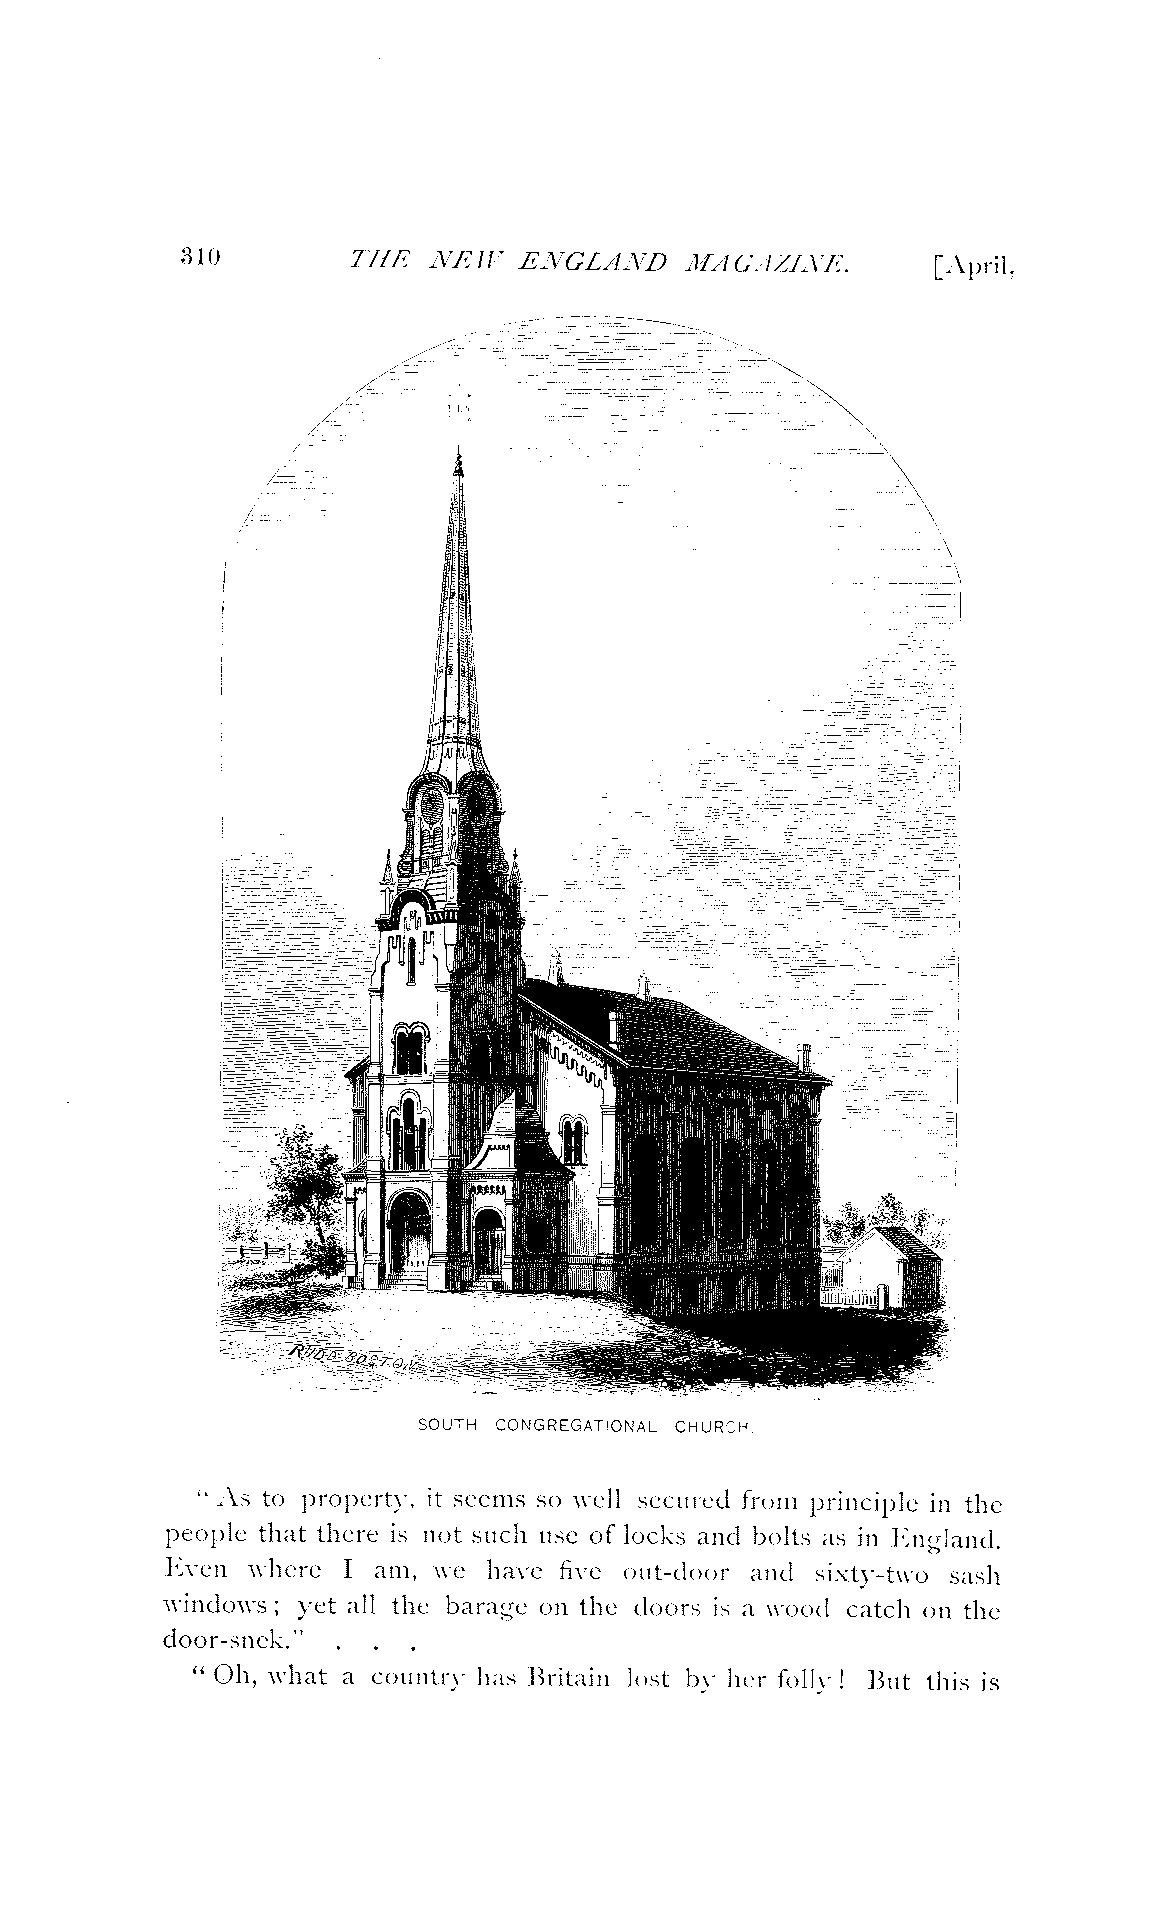 310 THE NEW ENGLAND MAGAZINE. [April,
RUDD BOSTON
SOUTH CONGREGATIONAL CHURCH.
“As to property, it seems so well secured from principle in the
people that there is not such use of locks and bolts as in England.
Even where I am, we have five out-door and sixty-two sash
windows; yet all the barage on the doors is a wood catch on the
door-snek.” . . .
“Oh, what a country has Britain lost by her folly! But this is